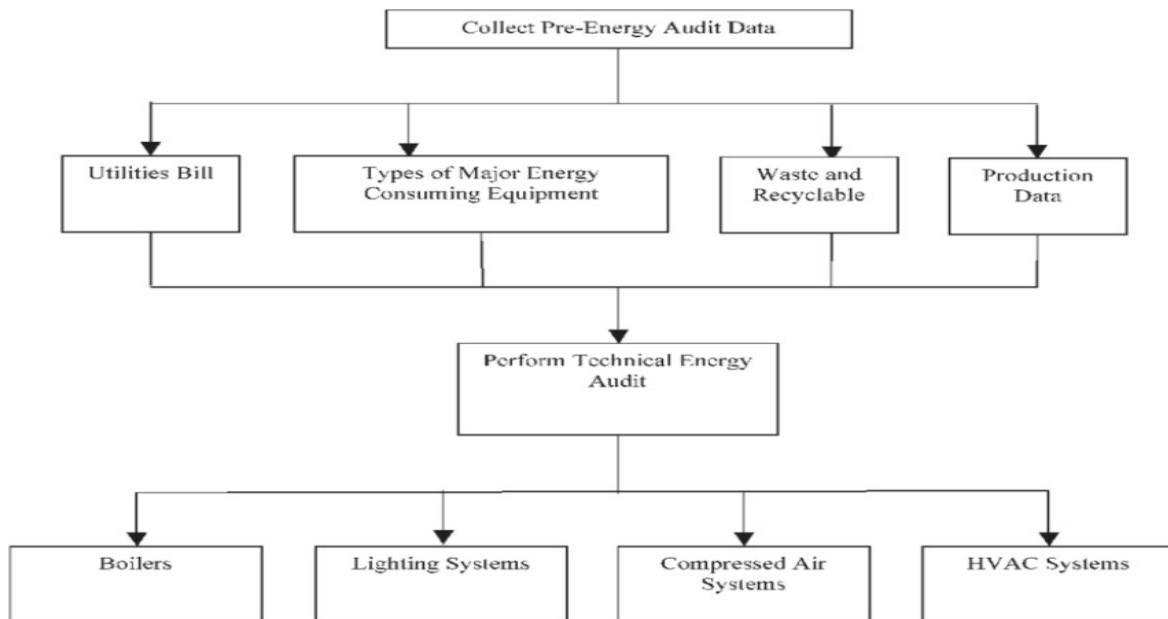 Collect Pre-Energy Audit Data
Utilities Bill
Types of Major Energy
Consuming Equipment
Waste and
Recyclable
Production
Data
Perform Technical Energy
Audit
Boilers
Lighting Systems
Compressed Air
Systems
HVAC Systems